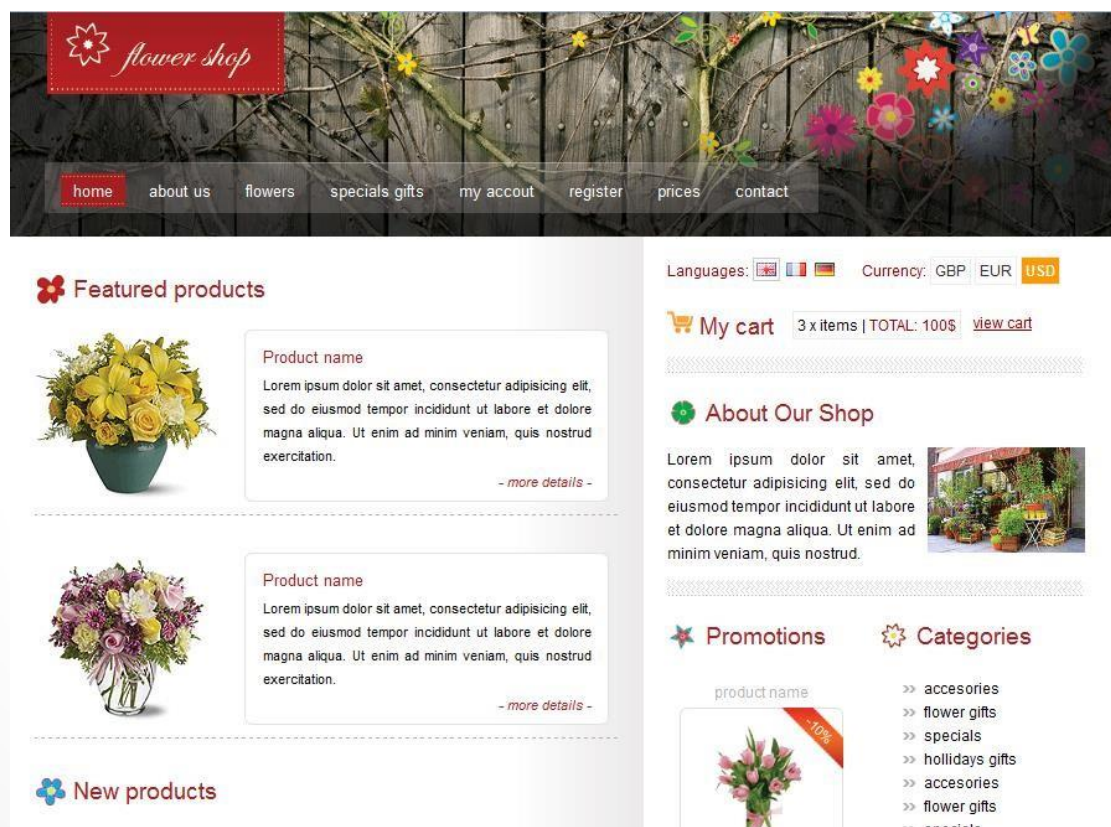 flower shop
home about us flowers specials gifts my accout register prices contact
Featured products
Product name
Lorem ipsum dolor sit amet, consectetur adipisicing elit,
sed do eiusmod tempor incididunt ut labore et dolore
magna aliqua. Ut enim ad minim veniam, quis nostrud
exercitation.
- more details -
Product name
Lorem ipsum dolor sit amet, consectetur adipisicing elit,
sed do eiusmod tempor incididunt ut labore et dolore
magna aliqua. Ut enim ad minim veniam, quis nostrud
exercitation.
- more details -
New products
Languages: Currency: GBP EUR USD
My cart 3 x items | TOTAL: 100$ view cart
About Our Shop
Lorem ipsum dolor sit amet,
consectetur adipisicing elit, sed do
eiusmod tempor incididunt ut labore
et dolore magna aliqua. Ut enim ad
minim veniam, quis nostrud.
Promotions
product name
-10%
Categories
accesories
flower gifts
specials
hollidays gifts
accesories
flower gifts